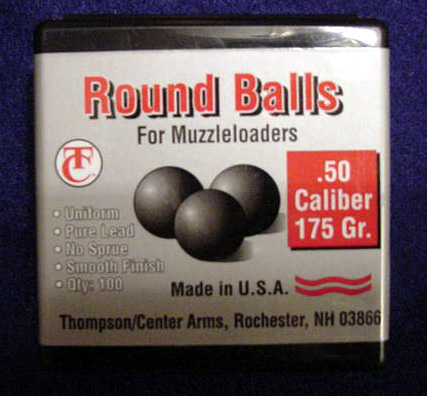 Round Balls
For Muzzleloaders
TC
.50
Caliber
175 Gr.
• Uniform
• Pure Lead
• No Sprue
• Smooth Finish
• Qty: 100
Made in U.S.A.
Thompson/Center Arms, Rochester, NH 03866